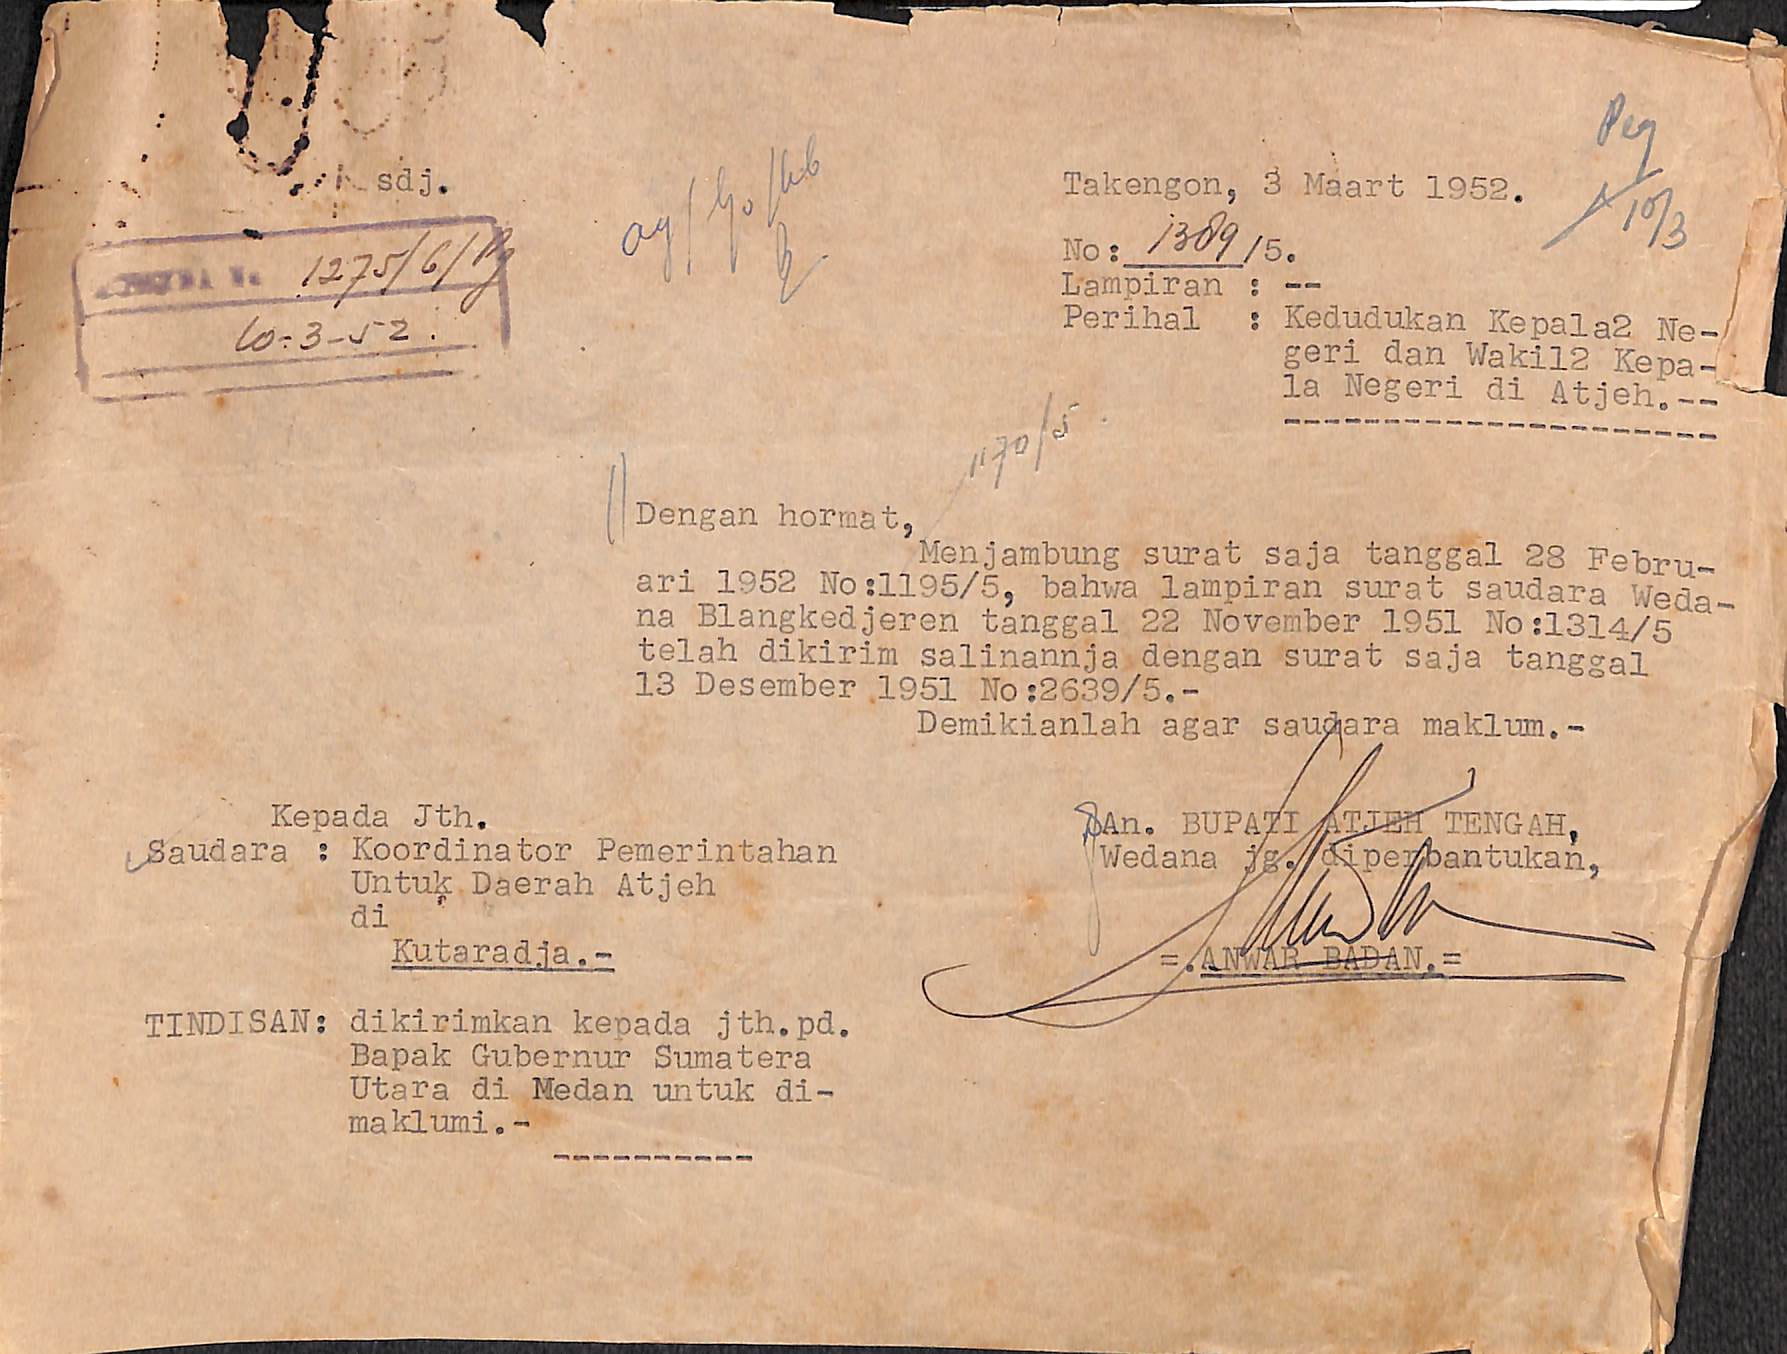 sdj.
1275/6/Pg
10-3-52.
Peg
10/3
Takengon, 3 Maart 1952.
No: 1389/5.
Lampiran : --
Perihal : Kedudukan Kepala2 Ne-
geri dan Wakil2 Kepa-
la Negeri di Atjeh.--
1170/5
Dengan hormat,
Menjambung surat saja tanggal 28 Febru-
ari 1952 No:1195/5, bahwa lampiran surat saudara Weda-
na Blangkedjeren tanggal 22 November 1951 No:1314/5
telah dikirim salinannja dengan surat saja tanggal
13 Desember 1951 No:2639/5.-
Demikianlah agar saudara maklum.-
Kepada Jth.
Saudara : Koordinator Pemerintahan
Untuk Daerah Atjeh
di
Kutaradja.-
An. BUPATI ATJEH TENGAH,
Wedana jg. diperbantukan,
=.ANWAR BADAN.=
TINDISAN: dikirimkan kepada jth.pd.
Bapak Gubernur Sumatera
Utara di Medan untuk di-
maklumi.-